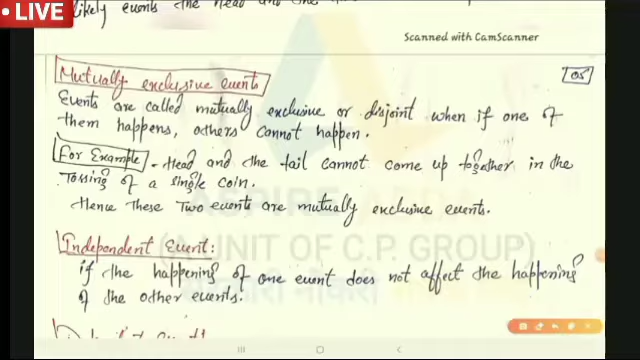 LIVE
likely events the Head and the
Scanned with CamScanner
05
Mutually exclusive events
Events are called mutually exclusive or disjoint when if one of
them happens, others cannot happen.
For Example - Head and the tail cannot come up together in the
Tossing of a single coin.
Hence these Two events are mutually exclusive events.
Independent Event:
if the happening of one event does not affect the happening
of the other events.
(A UNIT OF C.P. GROUP)
सरकारी नौकरी